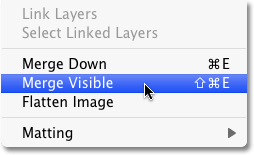 Link Layers
Select Linked Layers
Merge Down ⌘E
Merge Visible ⇧⌘E
Flatten Image
Matting ▶